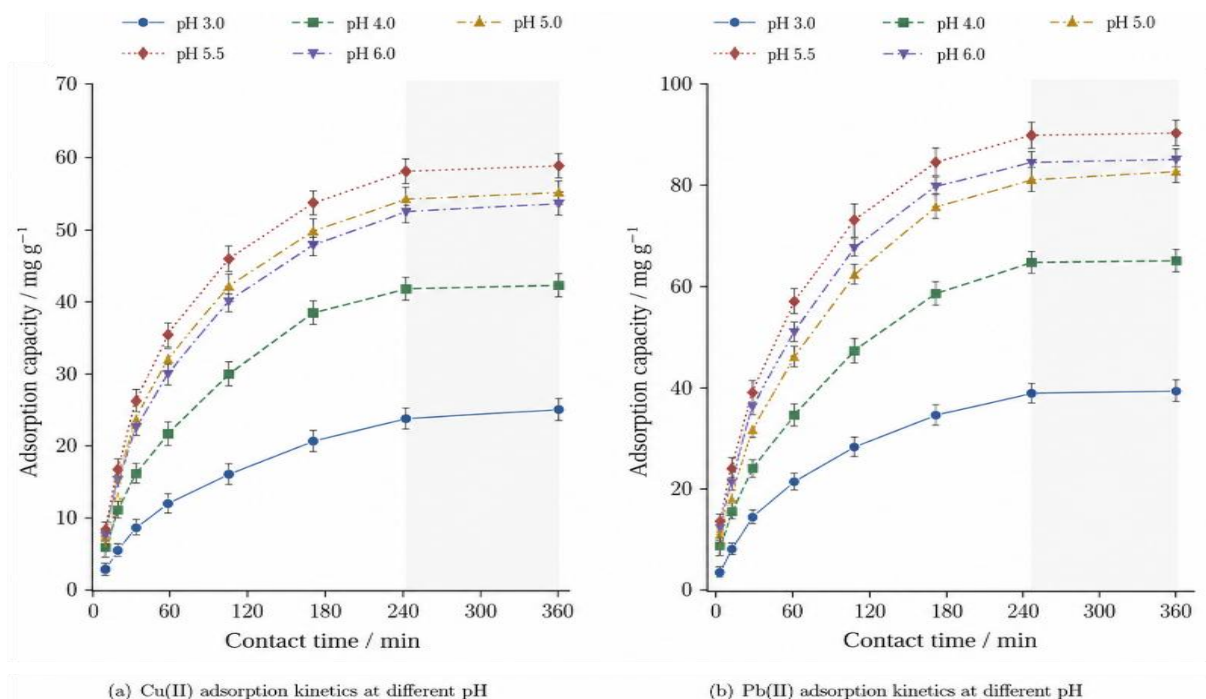 pH 3.0 pH 4.0 pH 5.0
pH 5.5 pH 6.0
70
60
50
40
30
20
10
0
Adsorption capacity / mg g⁻¹
0 60 120 180 240 300 360
Contact time / min
(a) Cu(II) adsorption kinetics at different pH
pH 3.0 pH 4.0 pH 5.0
pH 5.5 pH 6.0
100
80
60
40
20
0
Adsorption capacity / mg g⁻¹
0 60 120 180 240 300 360
Contact time / min
(b) Pb(II) adsorption kinetics at different pH